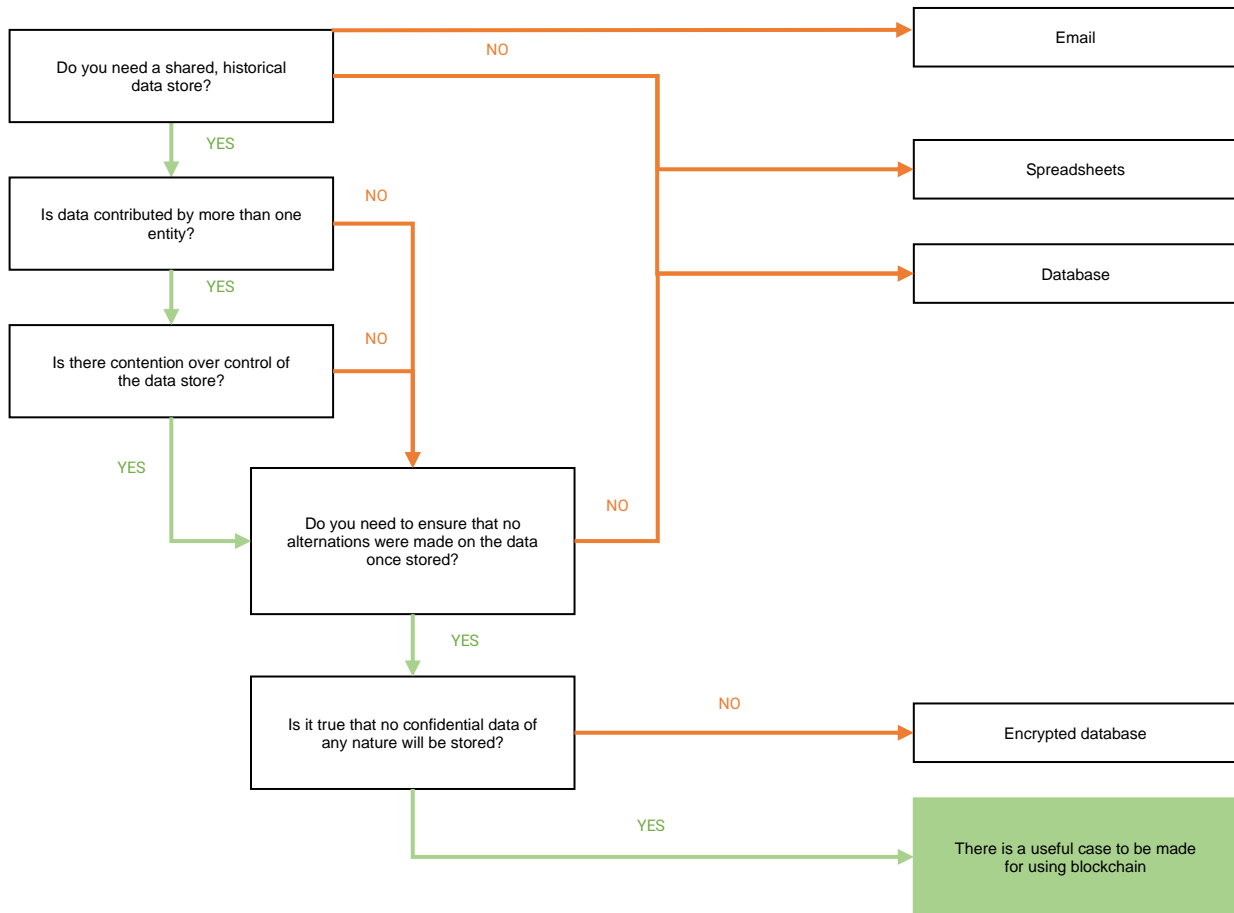 Email
NO
Do you need a shared, historical
data store?
YES
Spreadsheets
NO
Is data contributed by more than one
entity?
Database
YES
NO
Is there contention over control of
the data store?
YES
NO
Do you need to ensure that no
alternations were made on the data
once stored?
YES
NO
Is it true that no confidential data of
any nature will be stored?
Encrypted database
YES
There is a useful case to be made
for using blockchain